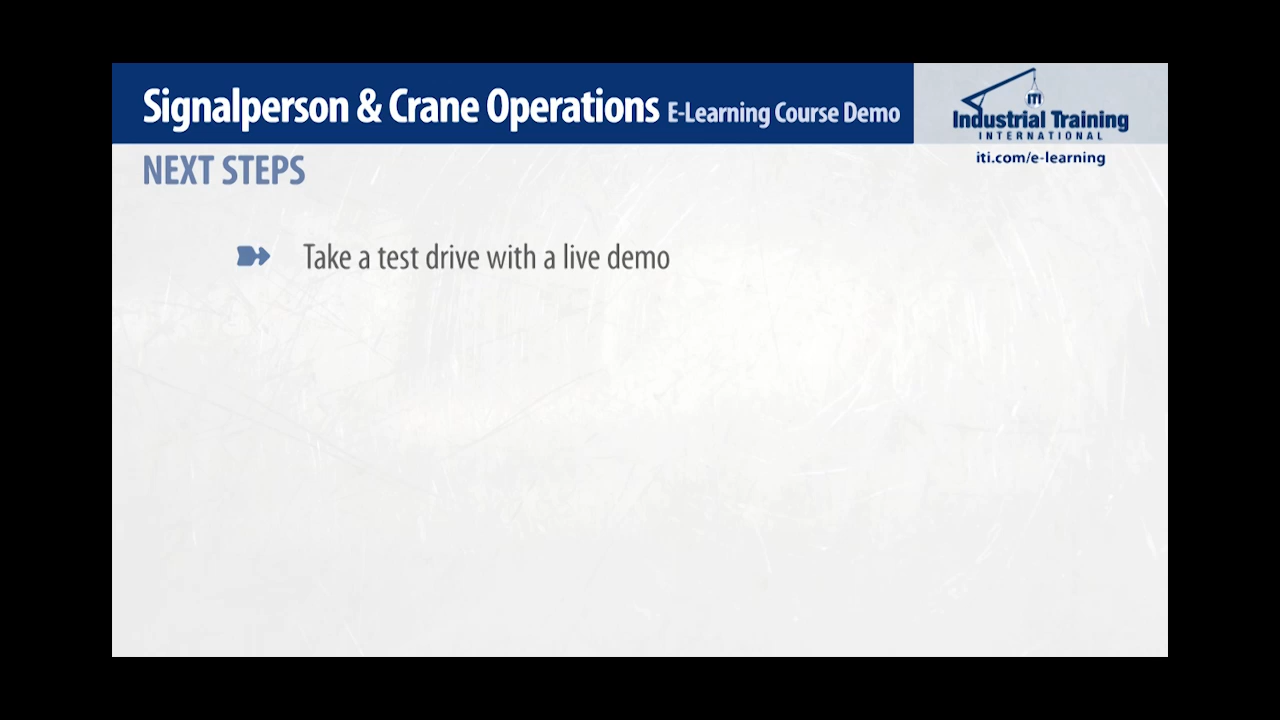 Signalperson & Crane Operations E-Learning Course Demo
ITI
Industrial Training
INTERNATIONAL
iti.com/e-learning
NEXT STEPS
Take a test drive with a live demo